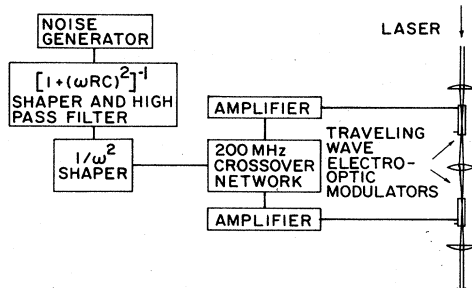 NOISE
GENERATOR
LASER
[1+(ωRC)²]⁻¹
SHAPER AND HIGH
PASS FILTER
AMPLIFIER
1/ω²
SHAPER
200 MHz
CROSSOVER
NETWORK
TRAVELING
WAVE
ELECTRO-
OPTIC
MODULATORS
AMPLIFIER